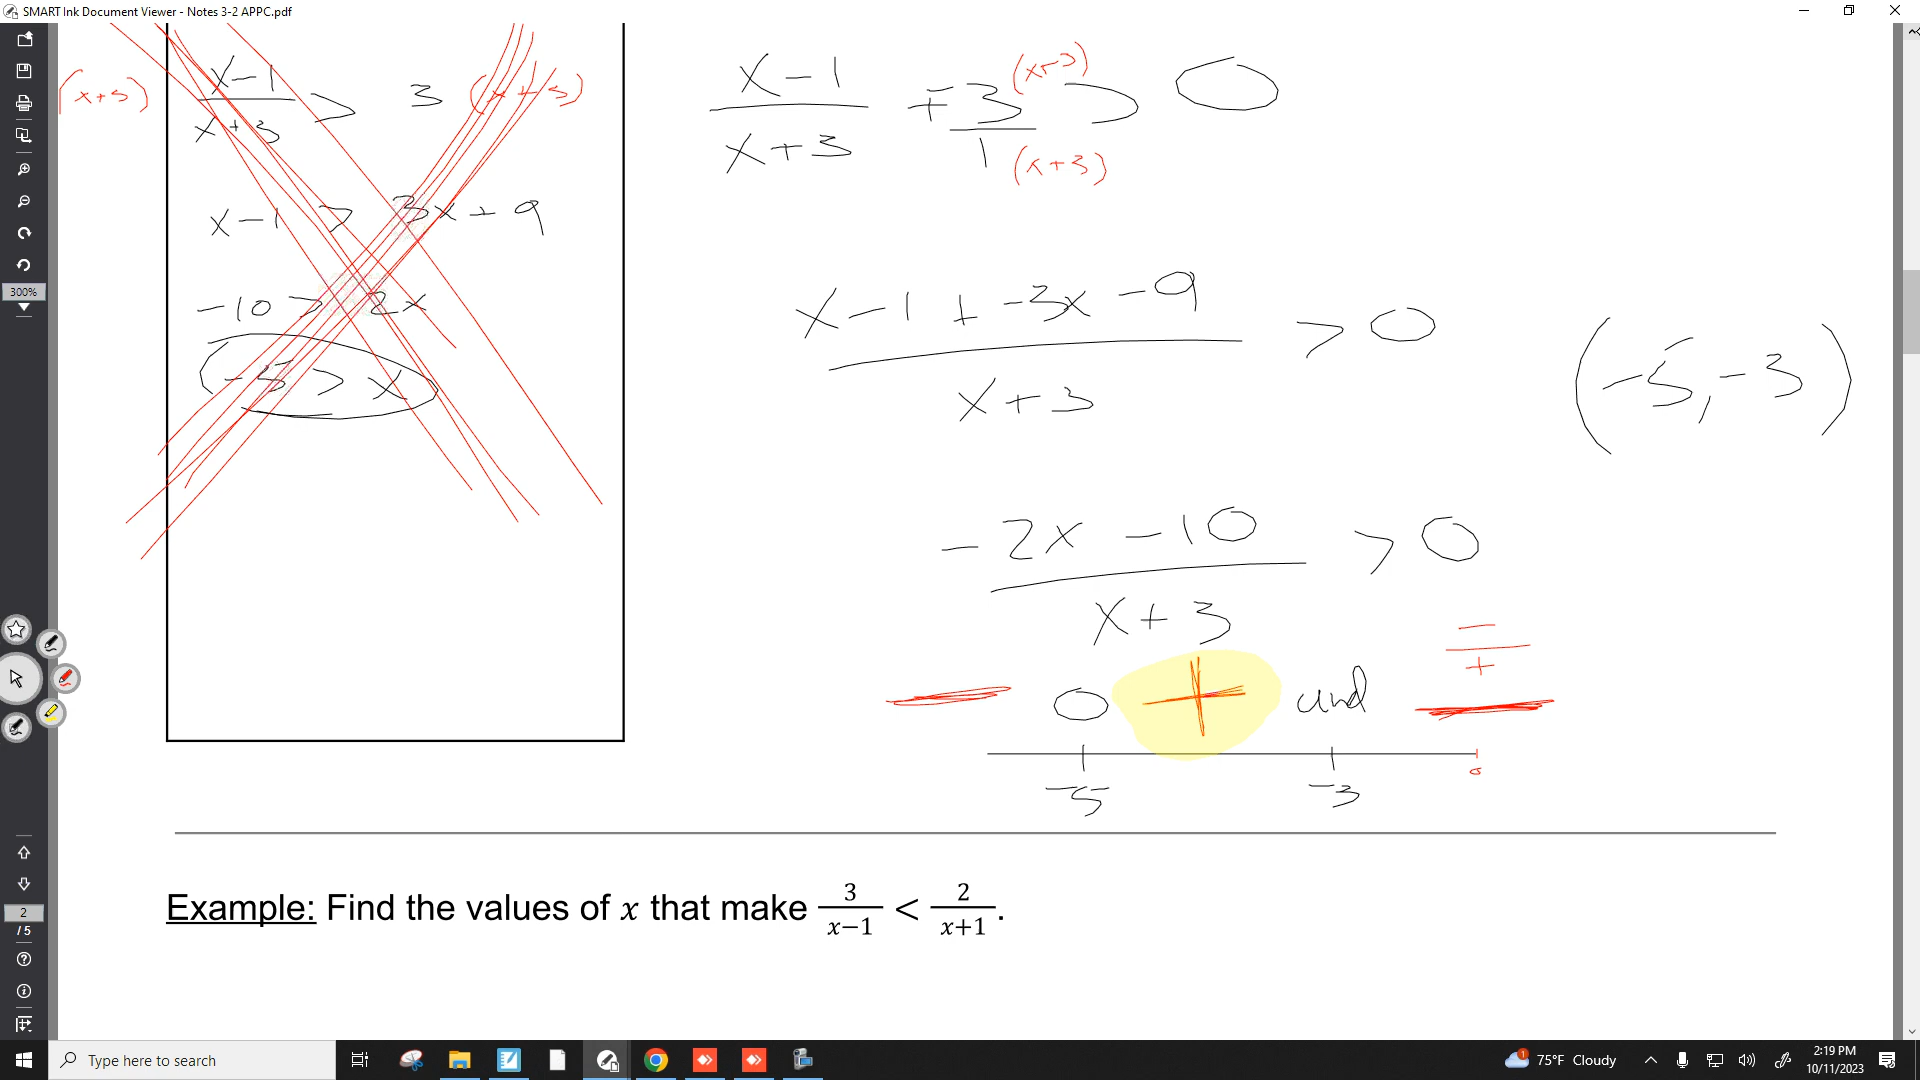 SMART Ink Document Viewer - Notes 3-2 APPC.pdf
(x+3) x-1/x+3 > 3 (x+3)
x-1 > 3x+9
-10 > 2x
-5 > x
x-1/x+3 + -3/1 (x+3)/(x+3) > 0
x-1 + -3x-9/x+3 > 0
(-5,-3)
-2x-10/x+3 > 0
-/+
— 0 + und —
-5 -3 0
Example: Find the values of x that make 3/x−1 < 2/x+1.
300%
2
/ 5
Type here to search
1
75°F Cloudy
2:19 PM
10/11/2023